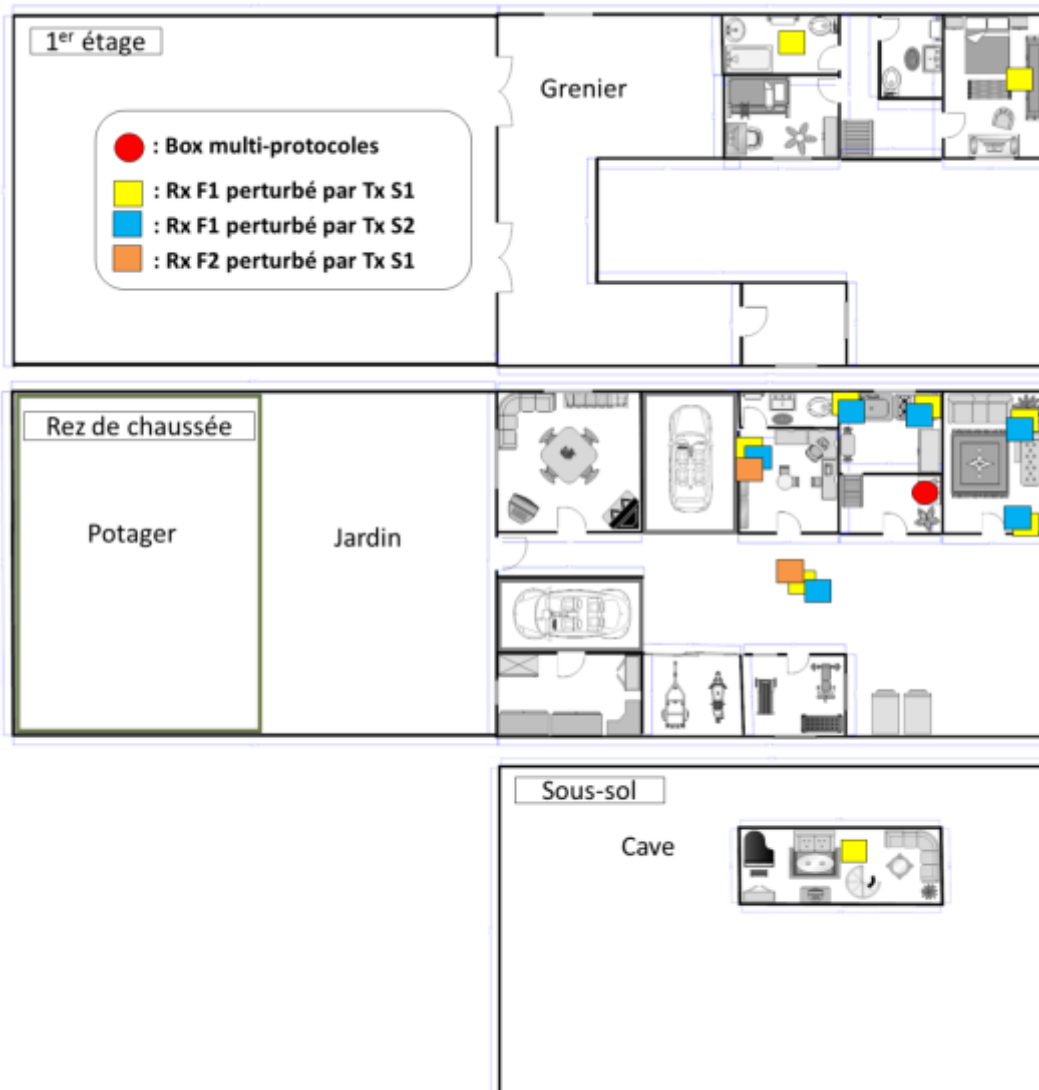 1er étage
Grenier
: Box multi-protocoles
: Rx F1 perturbé par Tx S1
: Rx F1 perturbé par Tx S2
: Rx F2 perturbé par Tx S1
Rez de chaussée
Potager
Jardin
Sous-sol
Cave